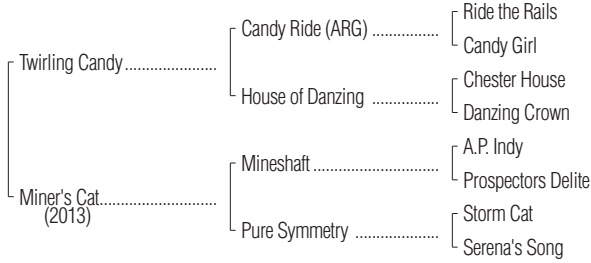 Ride the Rails
Candy Ride (ARG) ................
Candy Girl
Twirling Candy......................
Chester House
House of Danzing ................
Danzing Crown
A.P. Indy
Mineshaft ..............................
Prospectors Delite
Miner's Cat............................
(2013)
Storm Cat
Pure Symmetry ....................
Serena's Song